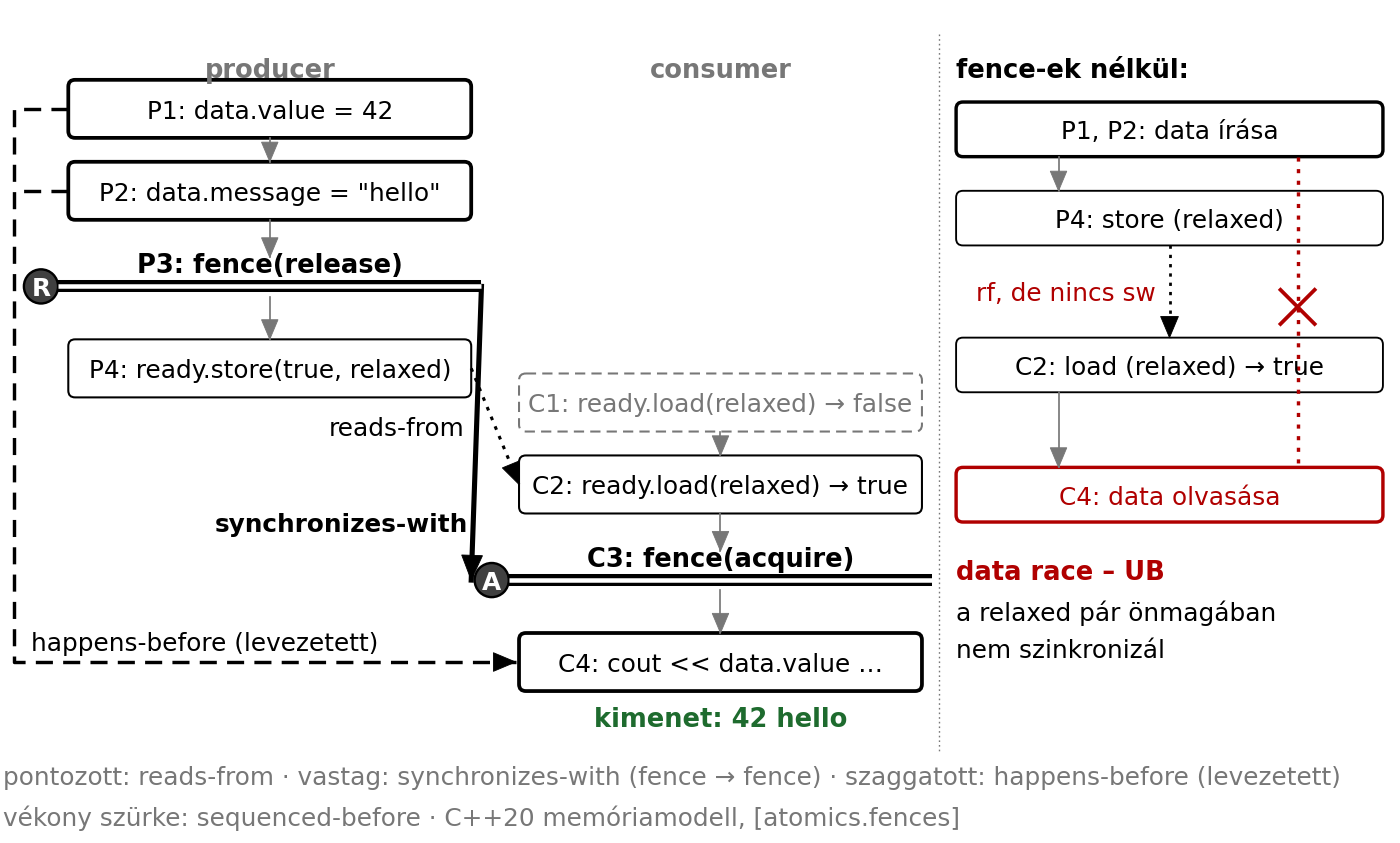 producer
P1: data.value = 42
P2: data.message = "hello"
P3: fence(release)
R
P4: ready.store(true, relaxed)
reads-from
synchronizes-with
happens-before (levezetett)
consumer
C1: ready.load(relaxed) → false
C2: ready.load(relaxed) → true
C3: fence(acquire)
A
C4: cout << data.value …
kimenet: 42 hello
fence-ek nélkül:
P1, P2: data írása
P4: store (relaxed)
rf, de nincs sw
C2: load (relaxed) → true
C4: data olvasása
data race – UB
a relaxed pár önmagában
nem szinkronizál
pontozott: reads-from · vastag: synchronizes-with (fence → fence) · szaggatott: happens-before (levezetett)
vékony szürke: sequenced-before · C++20 memóriamodell, [atomics.fences]